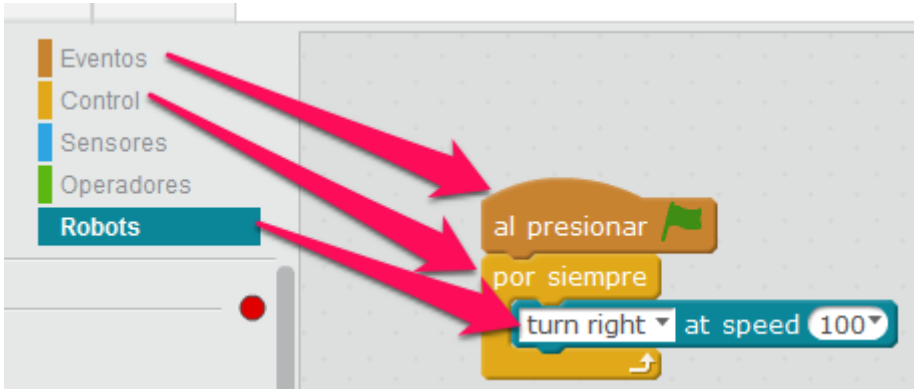 Eventos
Control
Sensores
Operadores
Robots
al presionar
por siempre
turn right at speed 100